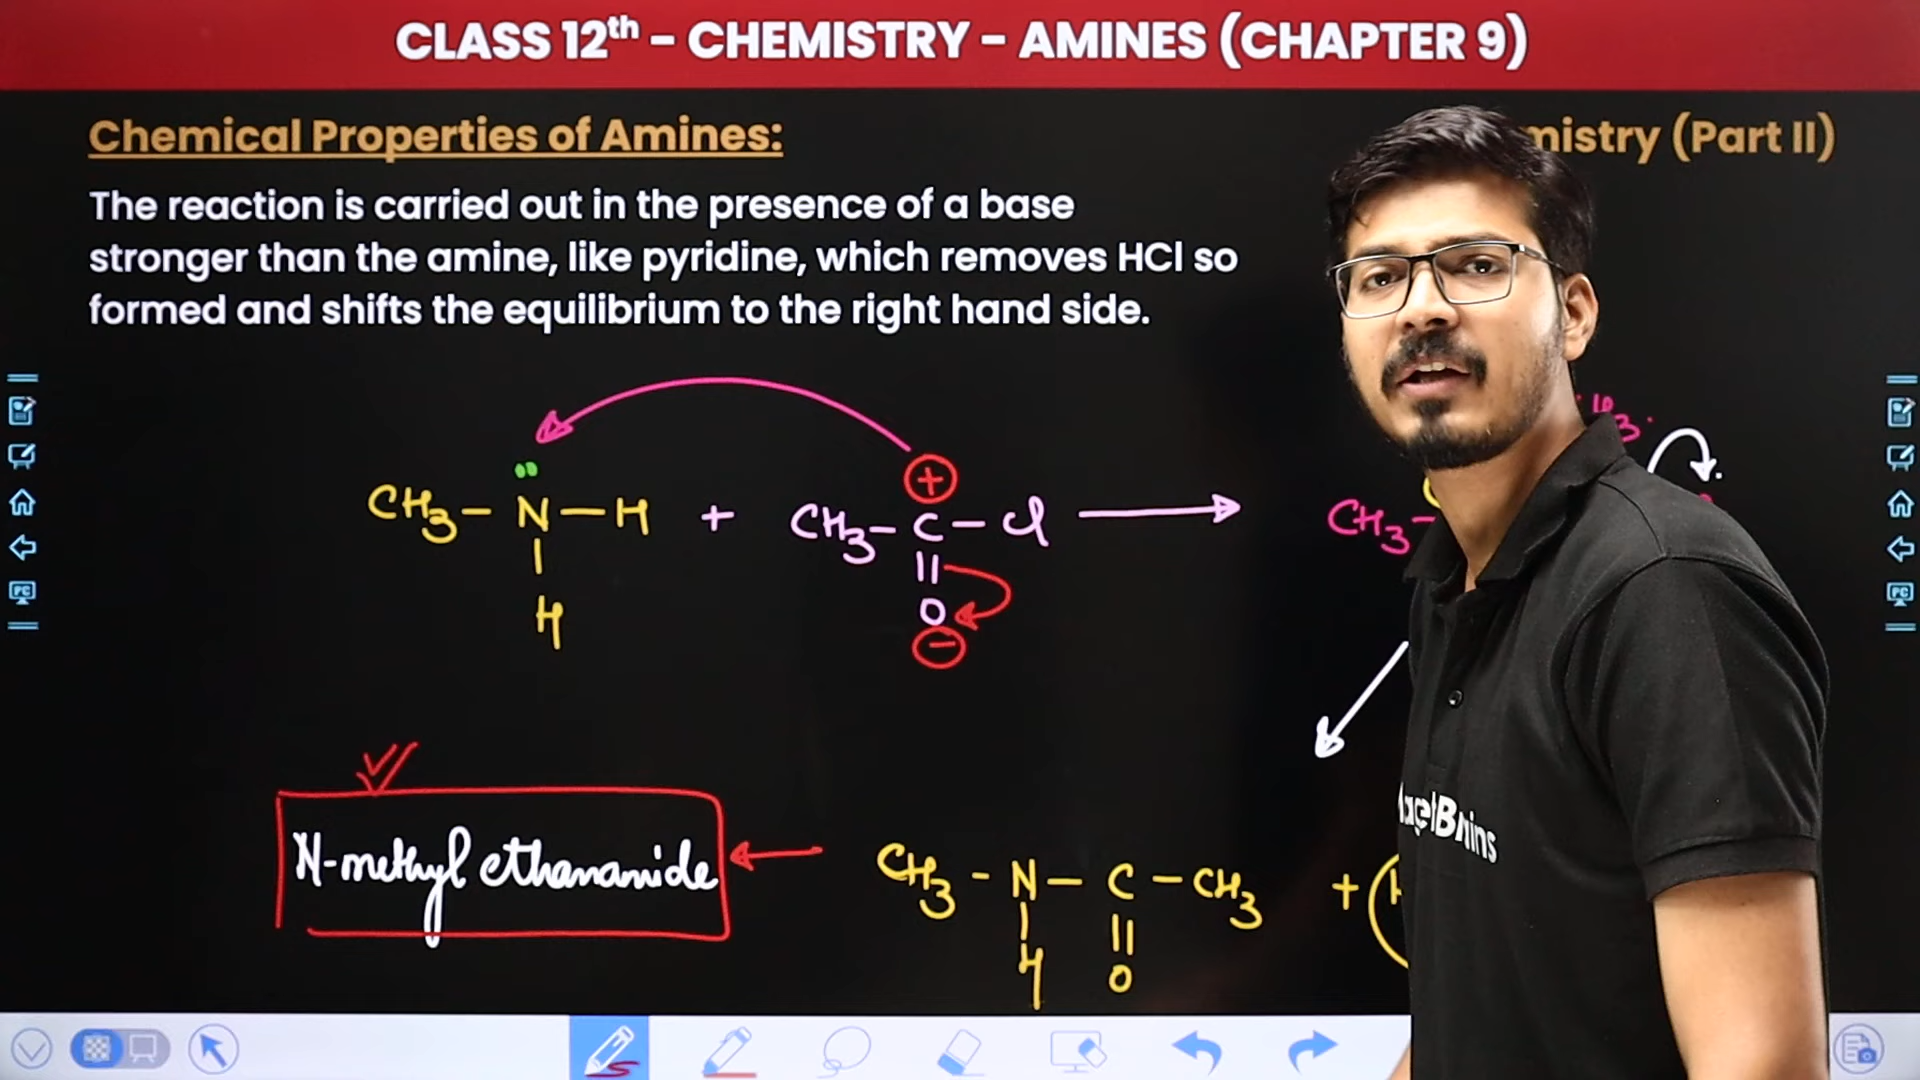 CLASS 12th - CHEMISTRY - AMINES (CHAPTER 9)
Chemical Properties of Amines:
mistry (Part II)
The reaction is carried out in the presence of a base
stronger than the amine, like pyridine, which removes HCl so
formed and shifts the equilibrium to the right hand side.
CH3 - N - H + CH3 - C - Cl → CH3 -
H
O
N-methyl ethanamide
CH3 - N - C - CH3 +
H
O
PC
PC